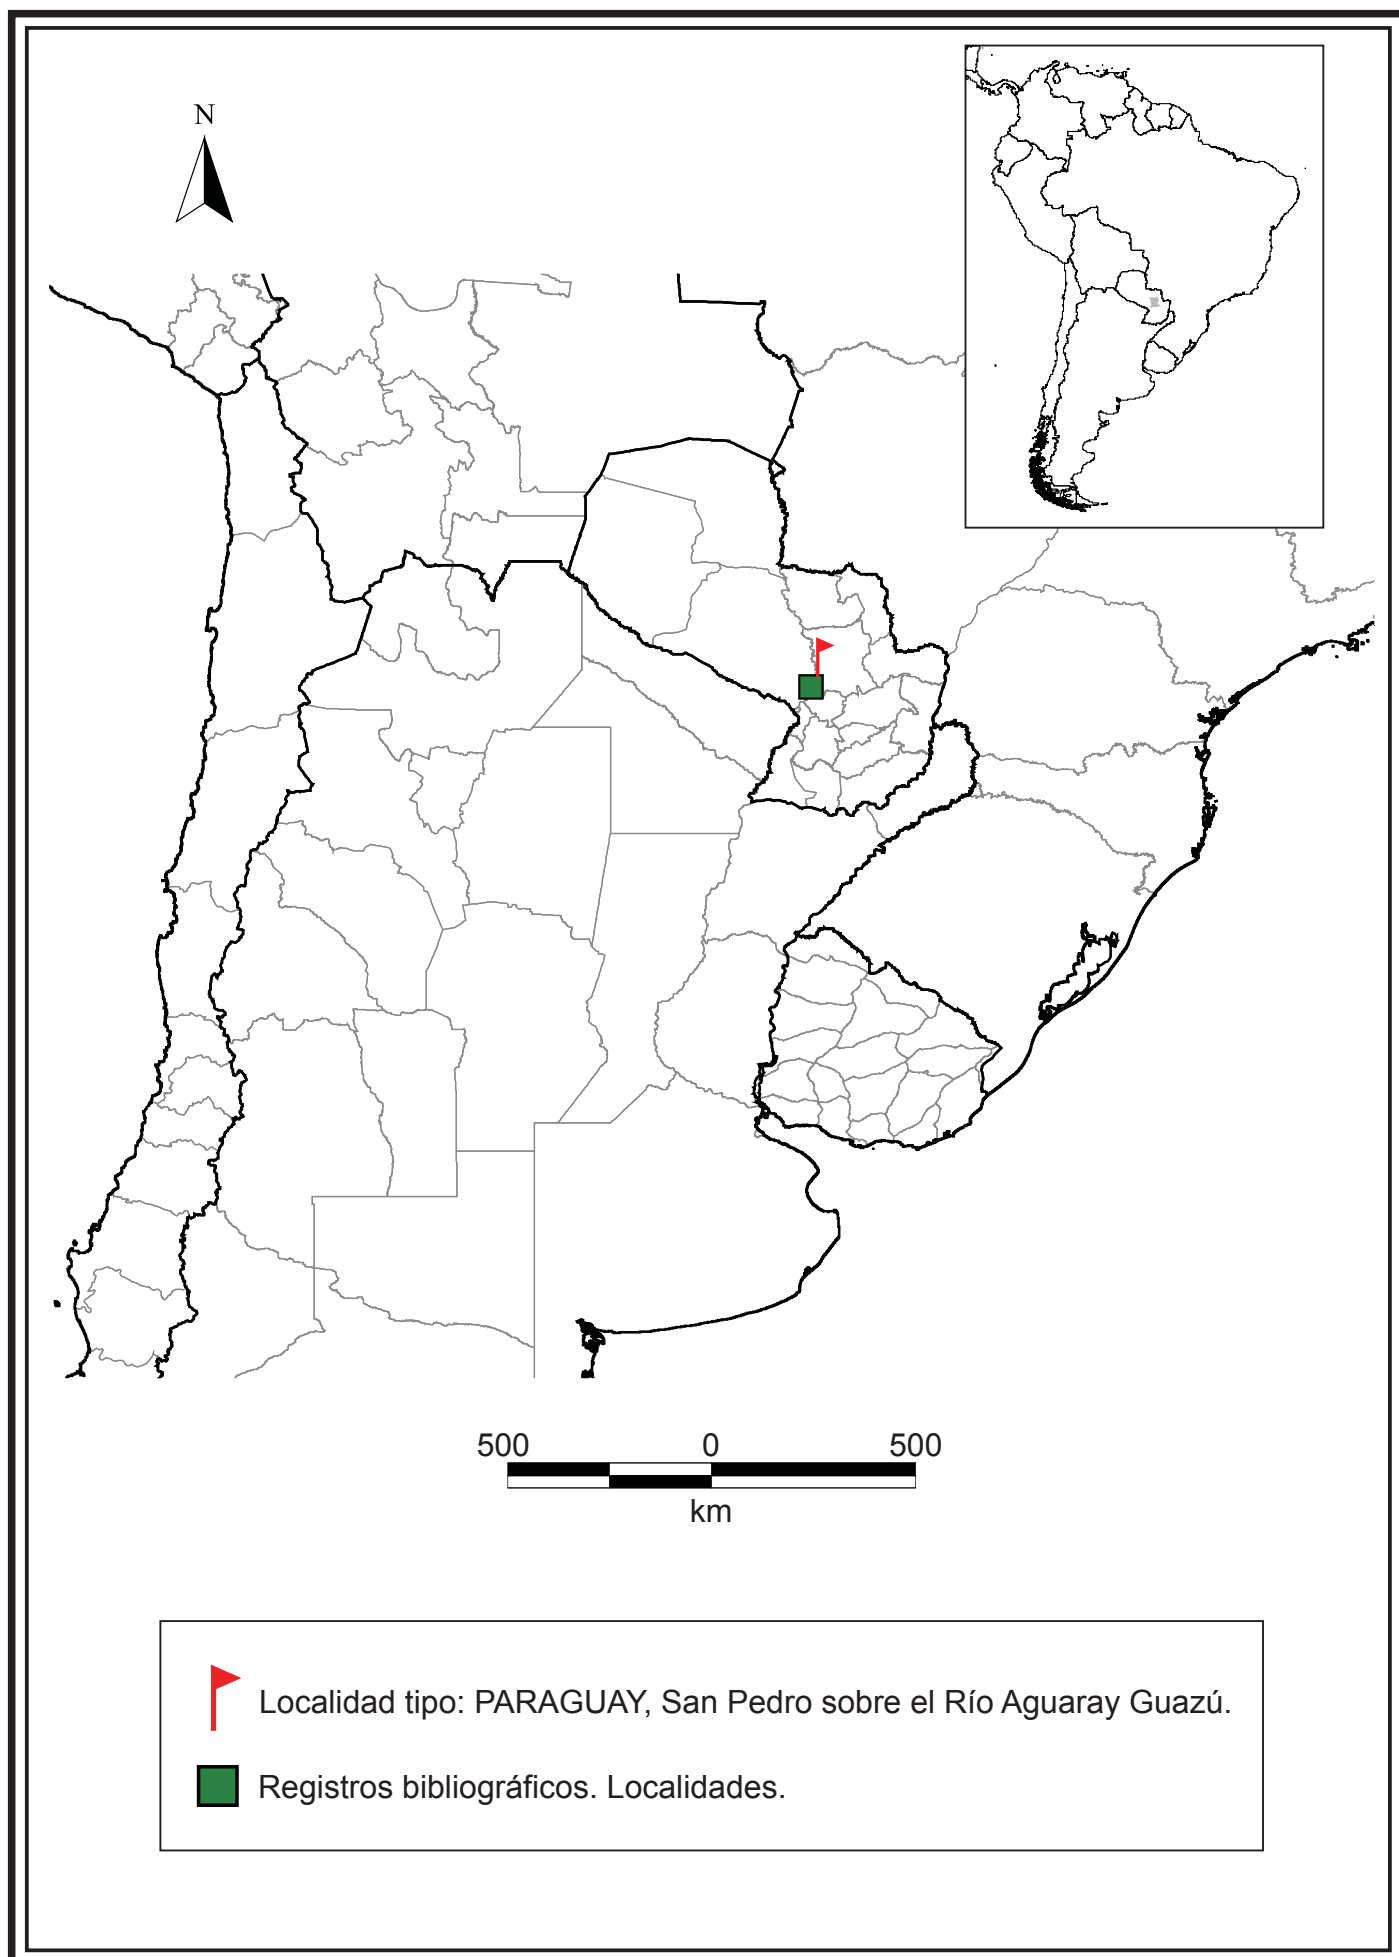 N
500 0 500
km
Localidad tipo: PARAGUAY, San Pedro sobre el Río Aguaray Guazú.
Registros bibliográficos. Localidades.